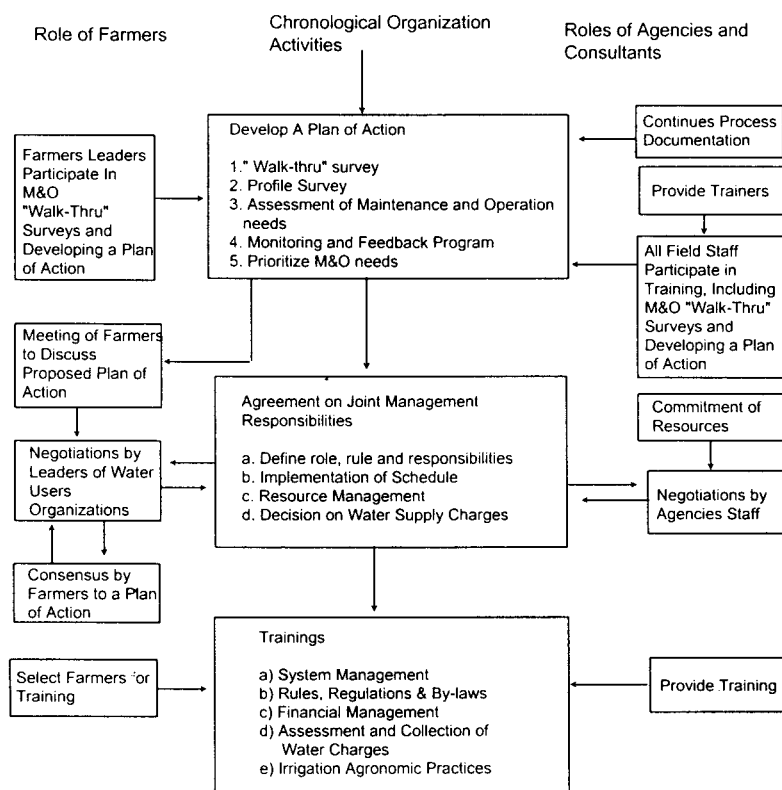 Role of Farmers
Chronological Organization
Activities
Roles of Agencies and
Consultants
Farmers Leaders
Participate In
M&O
"Walk-Thru"
Surveys and
Developing a Plan
of Action
Develop A Plan of Action
1." Walk-thru" survey
2. Profile Survey
3. Assessment of Maintenance and Operation
needs
4. Monitoring and Feedback Program
5. Prioritize M&O needs
Continues Process
Documentation
Provide Trainers
All Field Staff
Participate in
Training, Including
M&O "Walk-Thru"
Surveys and
Developing a Plan
of Action
Meeting of Farmers
to Discuss
Proposed Plan of
Action
Negotiations by
Leaders of Water
Users
Organizations
Consensus by
Farmers to a Plan
of Action
Agreement on Joint Management
Responsibilities
a. Define role, rule and responsibilities
b. Implementation of Schedule
c. Resource Management
d. Decision on Water Supply Charges
Commitment of
Resources
Negotiations by
Agencies Staff
Select Farmers for
Training
Trainings
a) System Management
b) Rules, Regulations & By-laws
c) Financial Management
d) Assessment and Collection of
Water Charges
e) Irrigation Agronomic Practices
Provide Training